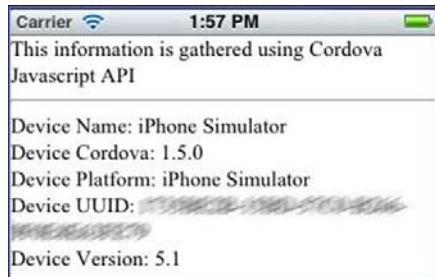 Carrier 1:57 PM
This information is gathered using Cordova
Javascript API
Device Name: iPhone Simulator
Device Cordova: 1.5.0
Device Platform: iPhone Simulator
Device UUID:
Device Version: 5.1